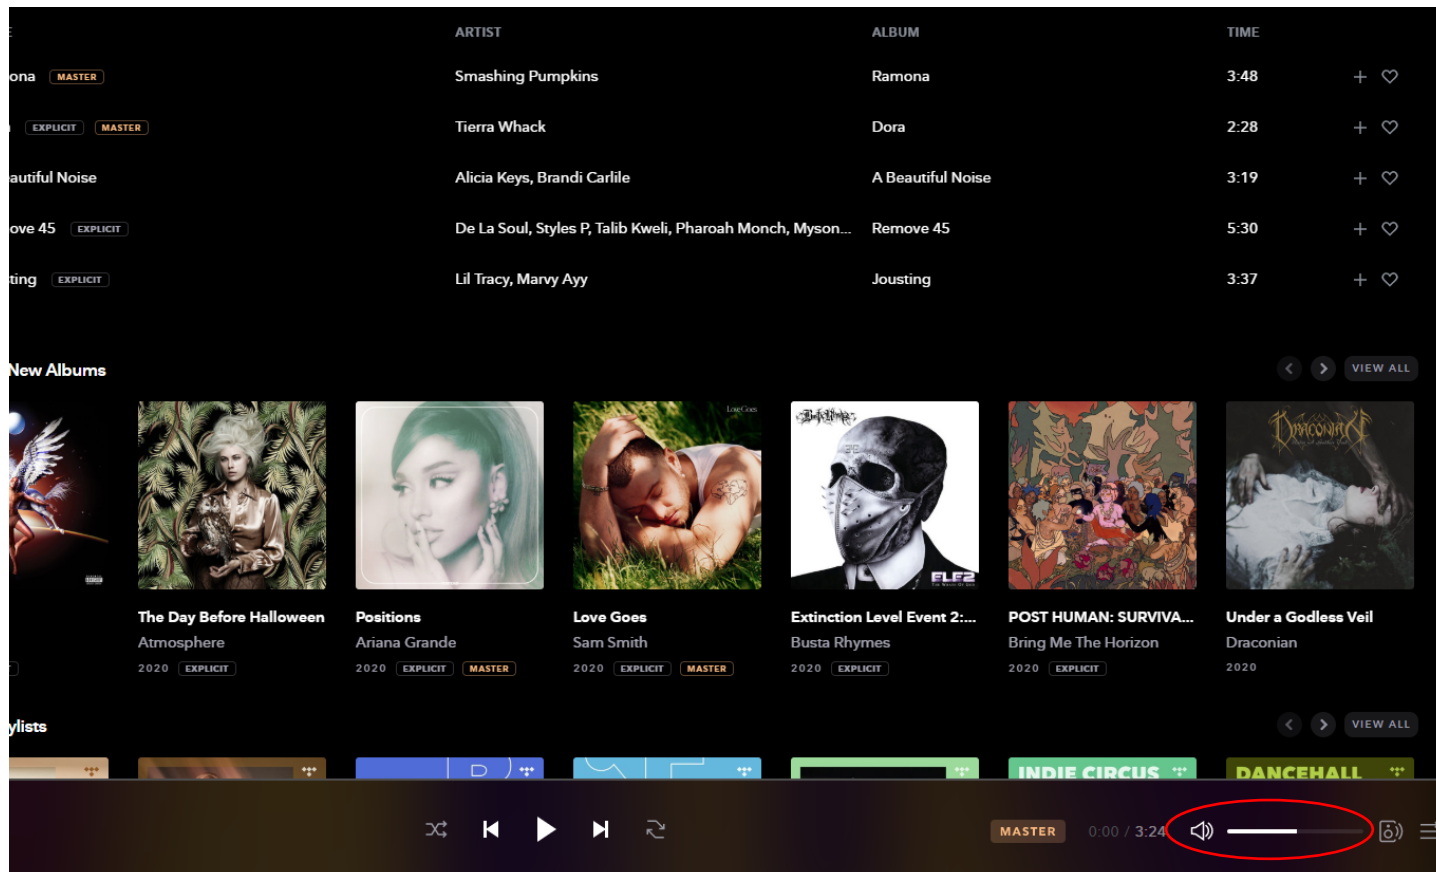 ARTIST ALBUM TIME
ona MASTER Smashing Pumpkins Ramona 3:48
EXPLICIT MASTER Tierra Whack Dora 2:28
autiful Noise Alicia Keys, Brandi Carlile A Beautiful Noise 3:19
ove 45 EXPLICIT De La Soul, Styles P, Talib Kweli, Pharoah Monch, Myson... Remove 45 5:30
ting EXPLICIT Lil Tracy, Marvy Ayy Jousting 3:37
New Albums VIEW ALL
Love Goes
DRACONIAN
ELE2
The Day Before Halloween Positions Love Goes Extinction Level Event 2:... POST HUMAN: SURVIVA... Under a Godless Veil
Atmosphere Ariana Grande Sam Smith Busta Rhymes Bring Me The Horizon Draconian
2020 EXPLICIT 2020 EXPLICIT MASTER 2020 EXPLICIT MASTER 2020 EXPLICIT 2020 EXPLICIT 2020
ylists VIEW ALL
INDIE CIRCUS DANCEHALL
MASTER 0:00 / 3:24